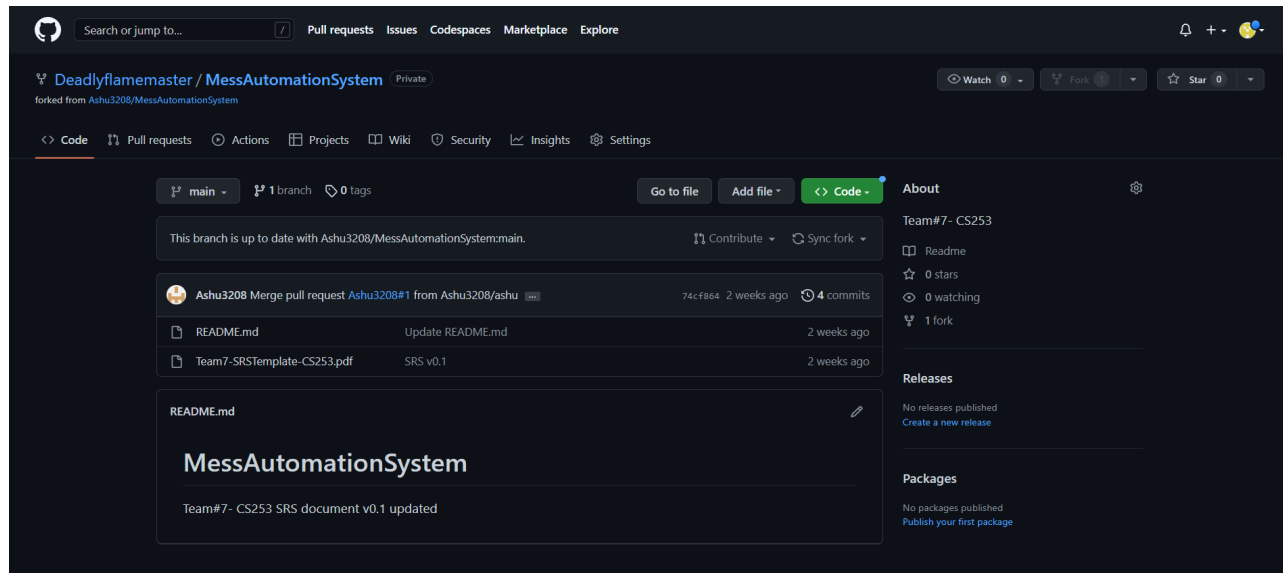 Search or jump to... / Pull requests Issues Codespaces Marketplace Explore
Deadlyflamemaster / MessAutomationSystem Private
Watch 0 Fork 1 Star 0
forked from Ashu3208/MessAutomationSystem
Code Pull requests Actions Projects Wiki Security Insights Settings
main 1 branch 0 tags Go to file Add file Code
This branch is up to date with Ashu3208/MessAutomationSystem:main. Contribute Sync fork
Ashu3208 Merge pull request Ashu3208#1 from Ashu3208/ashu ... 74cf864 2 weeks ago 4 commits
README.md Update README.md 2 weeks ago
Team7-SRSTemplate-CS253.pdf SRS v0.1 2 weeks ago
README.md
MessAutomationSystem
Team#7- CS253 SRS document v0.1 updated
About
Team#7- CS253
Readme
0 stars
0 watching
1 fork
Releases
No releases published
Create a new release
Packages
No packages published
Publish your first package